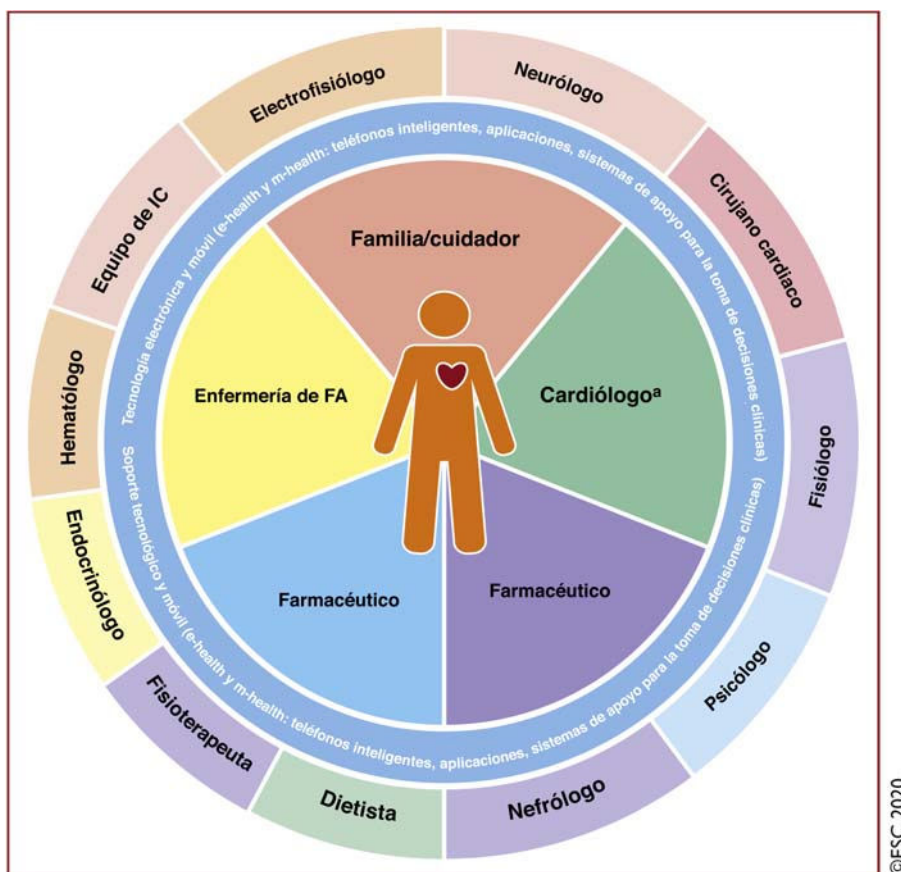 Electrofisiólogo
Neurólogo
Cirujano cardiaco
Fisiólogo
Psicólogo
Nefrólogo
Dietista
Fisioterapeuta
Endocrinólogo
Hematólogo
Equipo de IC
Tecnología electrónica y móvil (e-health y m-health: teléfonos inteligentes, aplicaciones, sistemas de apoyo para la toma de decisiones clínicas)
Soporte tecnológico y móvil (e-health y m-health: teléfonos inteligentes, aplicaciones, sistemas de apoyo para la toma de decisiones clínicas)
Familia/cuidador
Enfermería de FA
Cardiólogoᵃ
Farmacéutico
Farmacéutico
©ESC 2020